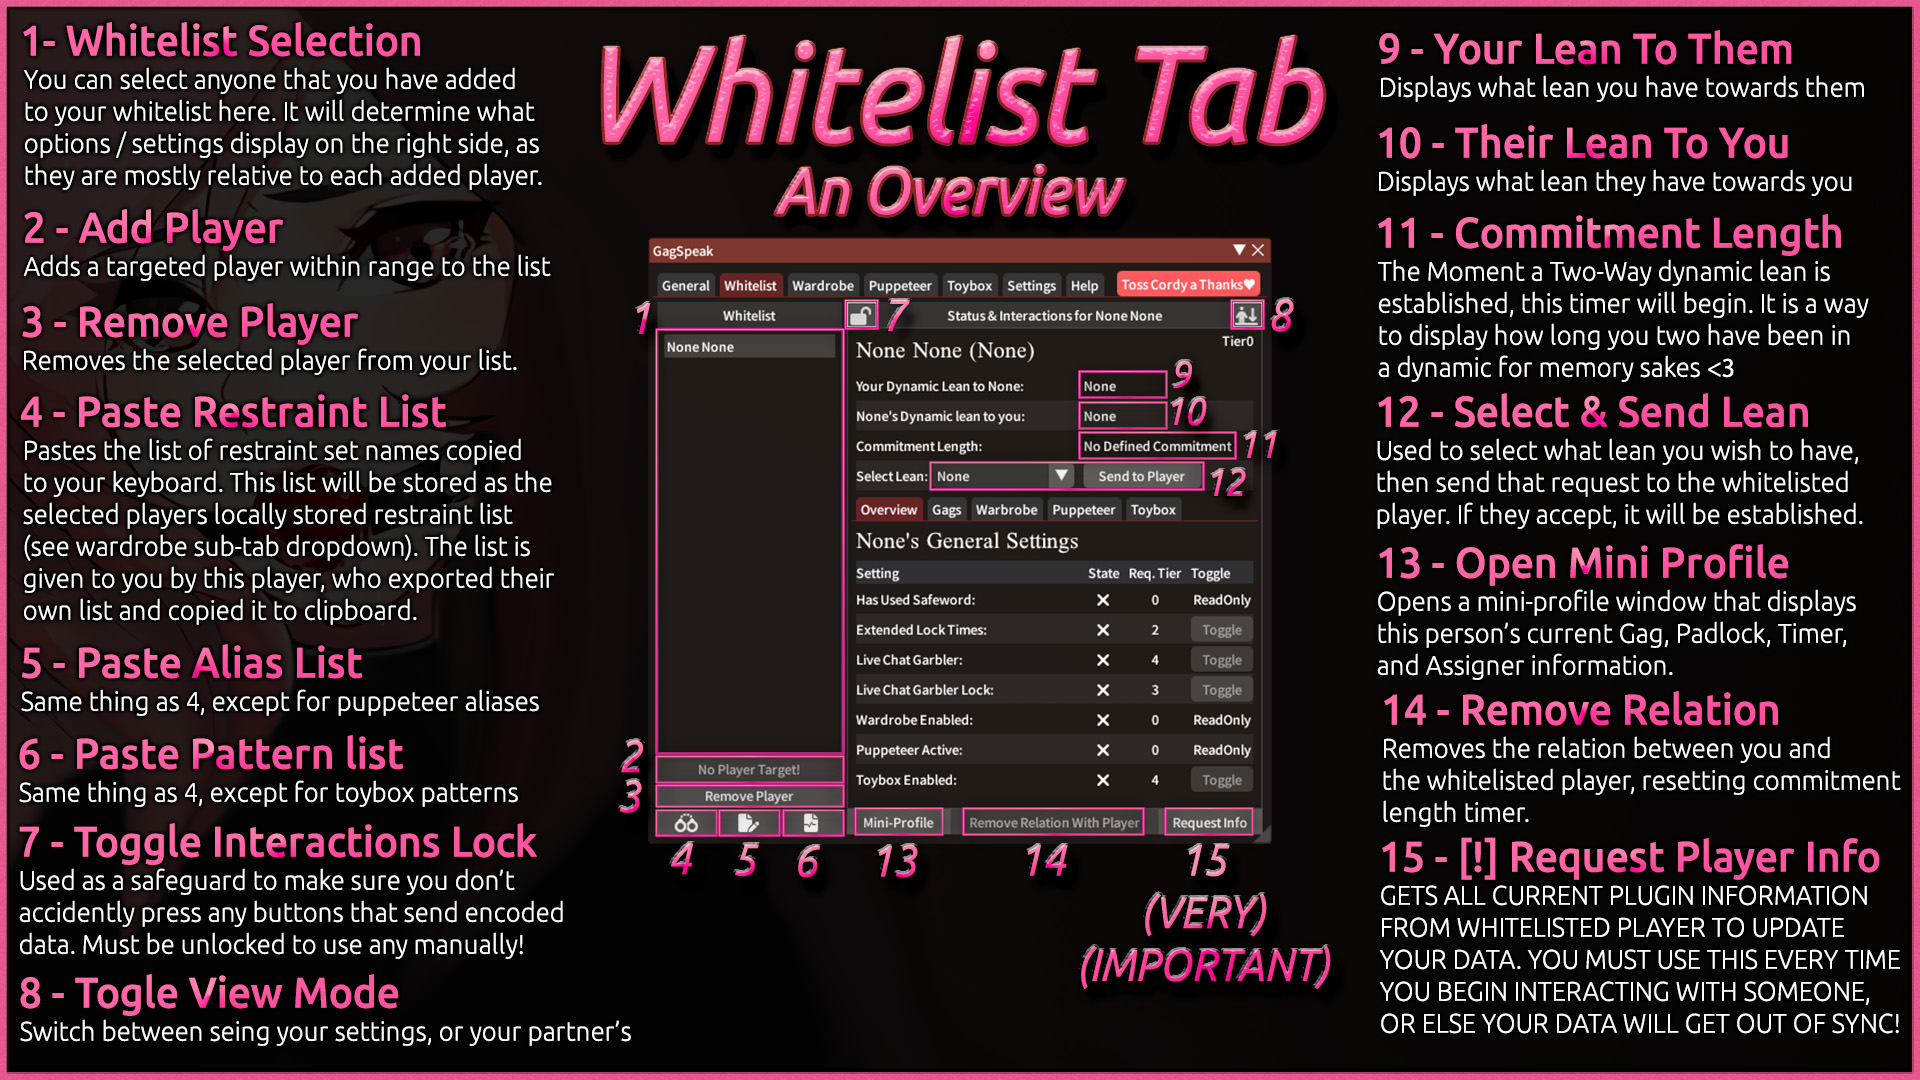 1- Whitelist Selection
You can select anyone that you have added
to your whitelist here. It will determine what
options / settings display on the right side, as
they are mostly relative to each added player.
2 - Add Player
Adds a targeted player within range to the list
3 - Remove Player
Removes the selected player from your list.
4 - Paste Restraint List
Pastes the list of restraint set names copied
to your keyboard. This list will be stored as the
selected players locally stored restraint list
(see wardrobe sub-tab dropdown). The list is
given to you by this player, who exported their
own list and copied it to clipboard.
5 - Paste Alias List
Same thing as 4, except for puppeteer aliases
6 - Paste Pattern list
Same thing as 4, except for toybox patterns
7 - Toggle Interactions Lock
Used as a safeguard to make sure you don't
accidently press any buttons that send encoded
data. Must be unlocked to use any manually!
8 - Togle View Mode
Switch between seing your settings, or your partner's
Whitelist Tab
An Overview
GagSpeak
General Whitelist Wardrobe Puppeteer Toybox Settings Help Toss Cordy a Thanks♥
1 Whitelist 7 Status & Interactions for None None 8
None None
None None (None) Tier0
Your Dynamic Lean to None: None 9
None's Dynamic lean to you: None 10
Commitment Length: No Defined Commitment 11
Select Lean: None Send to Player 12
Overview Gags Warbrobe Puppeteer Toybox
None's General Settings
Setting State Req. Tier Toggle
Has Used Safeword: 0 ReadOnly
Extended Lock Times: 2 Toggle
Live Chat Garbler: 4 Toggle
Live Chat Garbler Lock: 3 Toggle
Wardrobe Enabled: 0 ReadOnly
Puppeteer Active: 0 ReadOnly
Toybox Enabled: 4 Toggle
2 No Player Target!
3 Remove Player
Mini-Profile Remove Relation With Player Request Info
4 5 6 13 14 15
(VERY)
(IMPORTANT)
9 - Your Lean To Them
Displays what lean you have towards them
10 - Their Lean To You
Displays what lean they have towards you
11 - Commitment Length
The Moment a Two-Way dynamic lean is
established, this timer will begin. It is a way
to display how long you two have been in
a dynamic for memory sakes <3
12 - Select & Send Lean
Used to select what lean you wish to have,
then send that request to the whitelisted
player. If they accept, it will be established.
13 - Open Mini Profile
Opens a mini-profile window that displays
this person's current Gag, Padlock, Timer,
and Assigner information.
14 - Remove Relation
Removes the relation between you and
the whitelisted player, resetting commitment
length timer.
15 - [!] Request Player Info
GETS ALL CURRENT PLUGIN INFORMATION
FROM WHITELISTED PLAYER TO UPDATE
YOUR DATA. YOU MUST USE THIS EVERY TIME
YOU BEGIN INTERACTING WITH SOMEONE,
OR ELSE YOUR DATA WILL GET OUT OF SYNC!